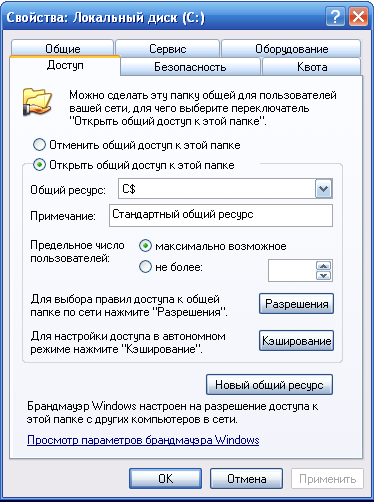 Свойства: Локальный диск (C:)
Общие
Сервис
Оборудование
Доступ
Безопасность
Квота
Можно сделать эту папку общей для пользователей
вашей сети, для чего выберите переключатель
"Открыть общий доступ к этой папке".
Отменить общий доступ к этой папке
Открыть общий доступ к этой папке
Общий ресурс:
C$
Примечание:
Стандартный общий ресурс
Предельное число
пользователей:
максимально возможное
не более:
Для выбора правил доступа к общей
папке по сети нажмите "Разрешения".
Разрешения
Для настройки доступа в автономном
режиме нажмите "Кэширование".
Кэширование
Новый общий ресурс
Брандмауэр Windows настроен на разрешение доступа к
этой папке с других компьютеров в сети.
Просмотр параметров брандмауэра Windows
OK
Отмена
Применить